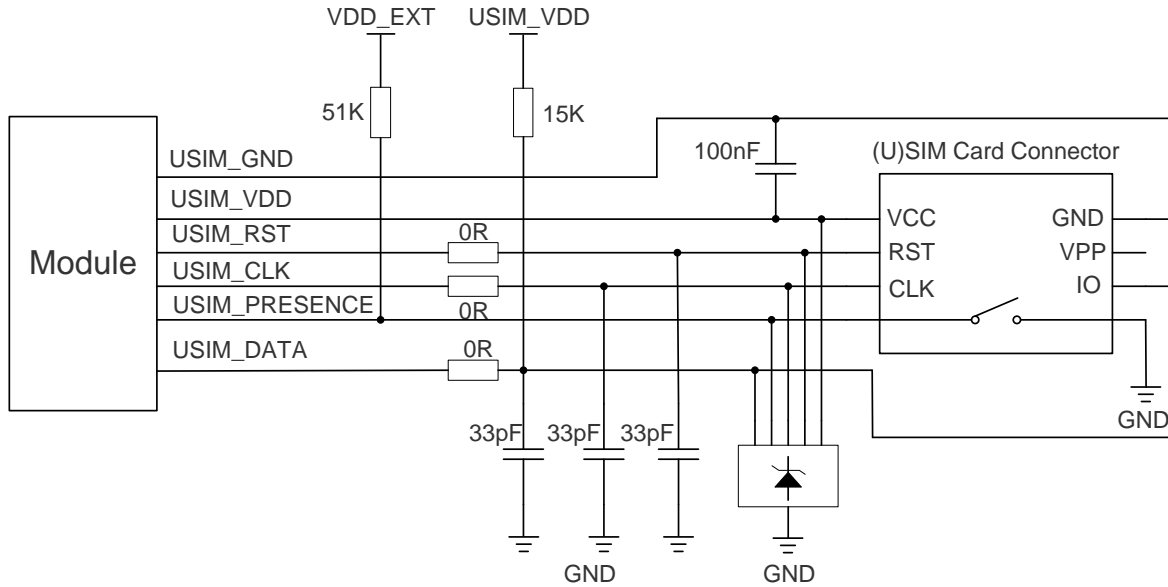 VDD_EXT
USIM_VDD
51K
15K
Module
USIM_GND
USIM_VDD
USIM_RST
USIM_CLK
USIM_PRESENCE
USIM_DATA
0R
0R
0R
100nF
(U)SIM Card Connector
VCC
RST
CLK
GND
VPP
IO
GND
33pF
33pF
33pF
GND
GND